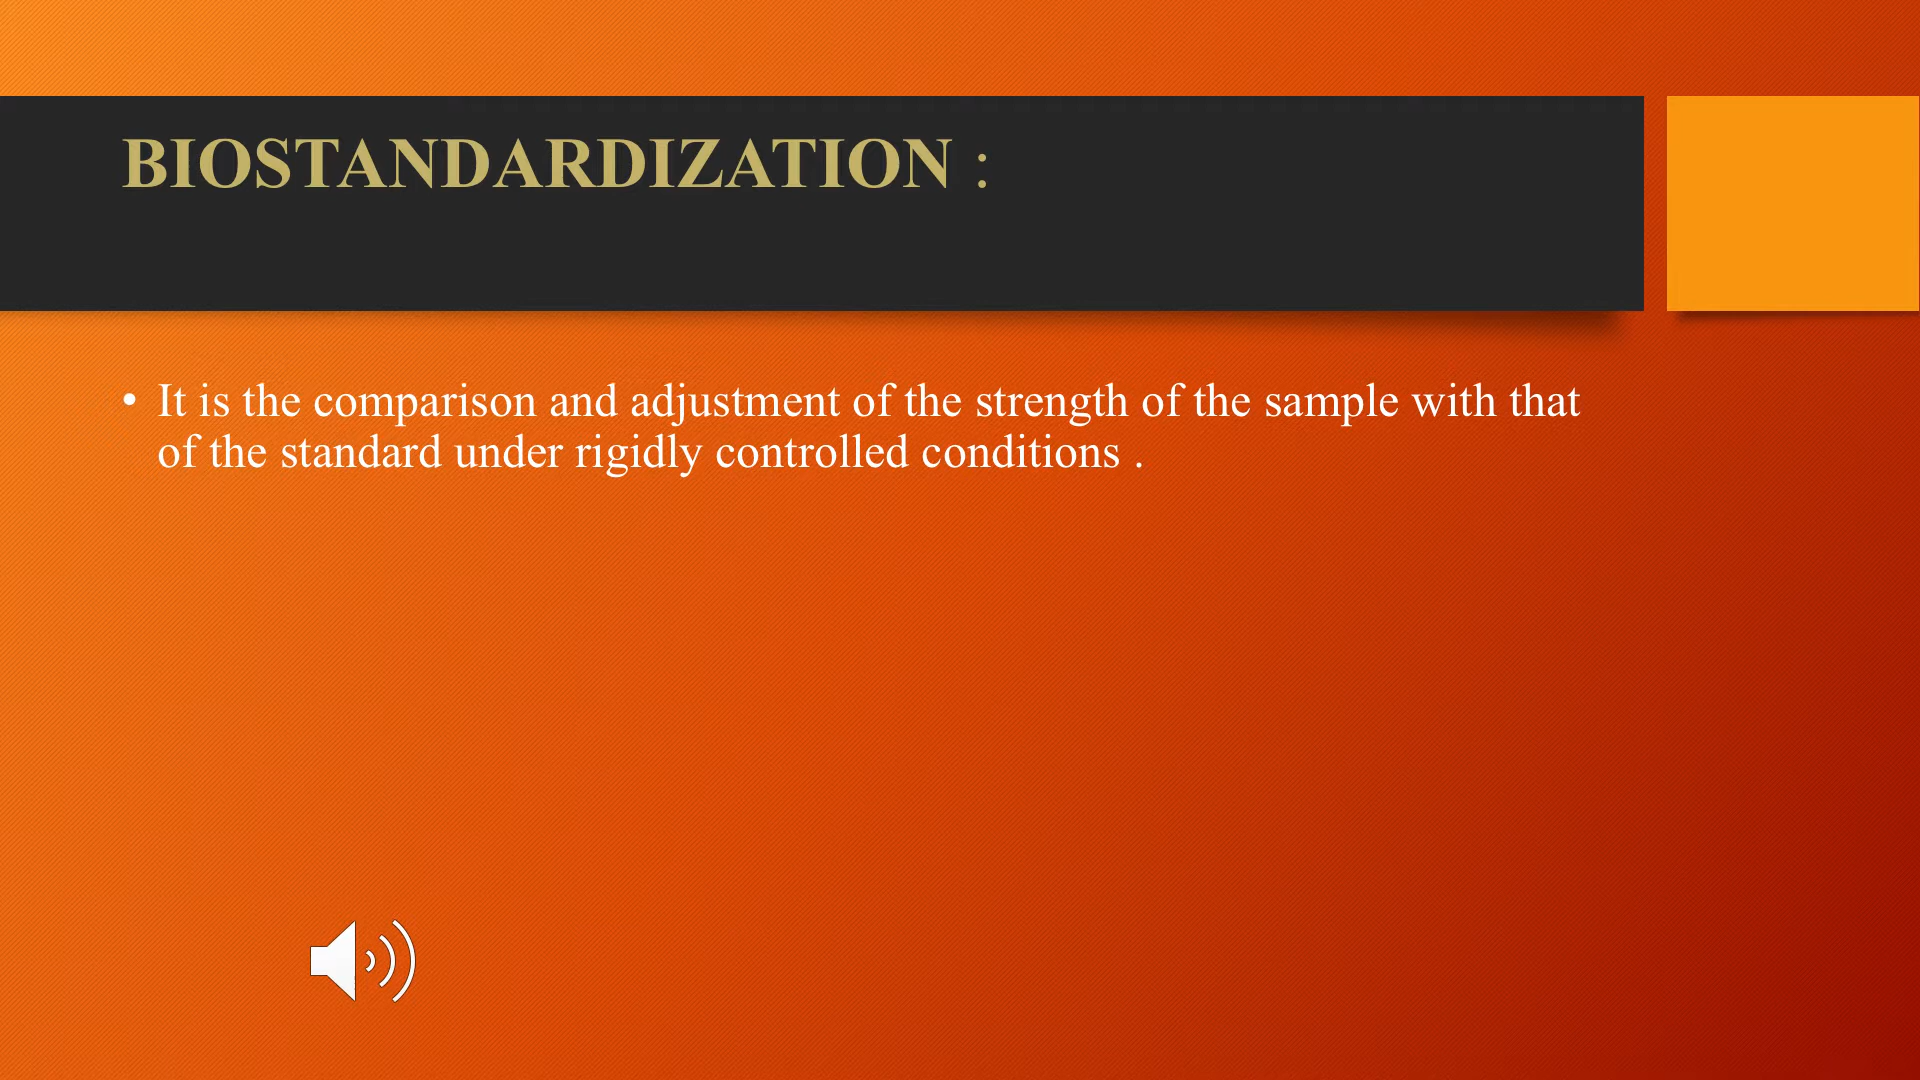 BIOSTANDARDIZATION :
• It is the comparison and adjustment of the strength of the sample with that
of the standard under rigidly controlled conditions .